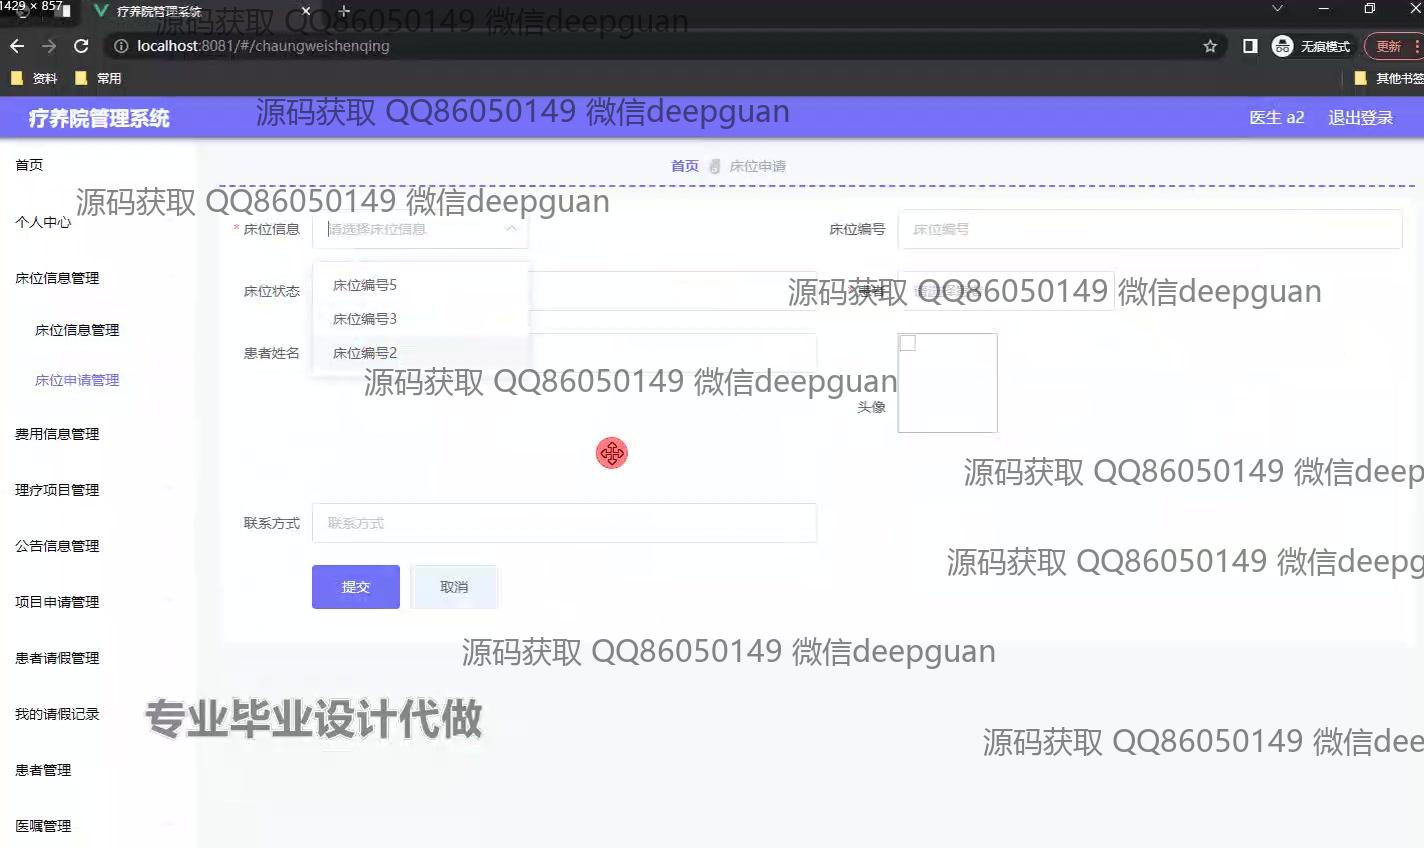 1429 × 857
疗养院管理系统
源码获取 QQ86050149 微信deepguan
localhost:8081/#/chaungweishenqing
无痕模式
更新
资料
常用
其他书签
疗养院管理系统
源码获取 QQ86050149 微信deepguan
医生 a2
退出登录
首页
首页
床位申请
源码获取 QQ86050149 微信deepguan
个人中心
* 床位信息
请选择床位信息
床位编号
床位编号
床位信息管理
床位状态
床位编号5
* 患者
源码获取 QQ86050149 微信deepguan
床位编号3
床位信息管理
患者姓名
床位编号2
床位申请管理
源码获取 QQ86050149 微信deepguan
头像
费用信息管理
源码获取 QQ86050149 微信deep
理疗项目管理
联系方式
联系方式
公告信息管理
源码获取 QQ86050149 微信deepg
提交
取消
项目申请管理
患者请假管理
源码获取 QQ86050149 微信deepguan
我的请假记录
专业毕业设计代做
源码获取 QQ86050149 微信dee
患者管理
医嘱管理